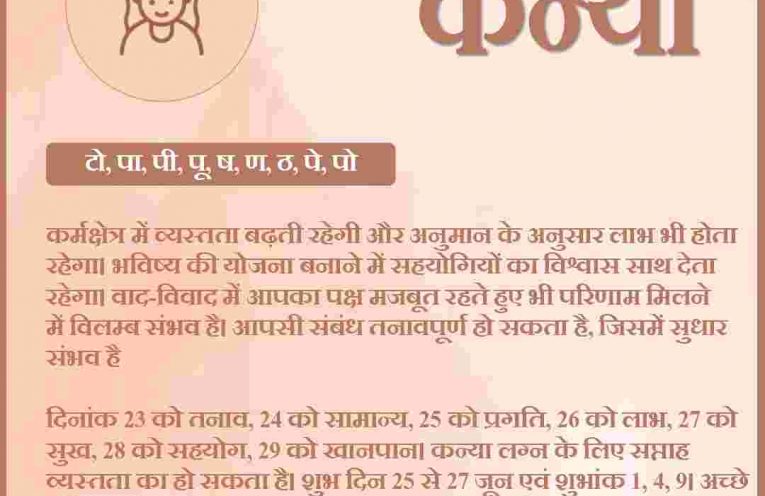 कन्या
टो, पा, पी, पू, ष, ण, ठ, पे, पो
कर्मक्षेत्र में व्यस्तता बढ़ती रहेगी और अनुमान के अनुसार लाभ भी होता
रहेगा। भविष्य की योजना बनाने में सहयोगियों का विश्वास साथ देता
रहेगा। वाद-विवाद में आपका पक्ष मजबूत रहते हुए भी परिणाम मिलने
में विलम्ब संभव है। आपसी संबंध तनावपूर्ण हो सकता है, जिसमें सुधार
संभव है
दिनांक 23 को तनाव, 24 को सामान्य, 25 को प्रगति, 26 को लाभ, 27 को
सुख, 28 को सहयोग, 29 को खानपान। कन्या लग्न के लिए सप्ताह
व्यस्तता का हो सकता है। शुभ दिन 25 से 27 जून एवं शुभांक 1, 4, 9। अच्छे